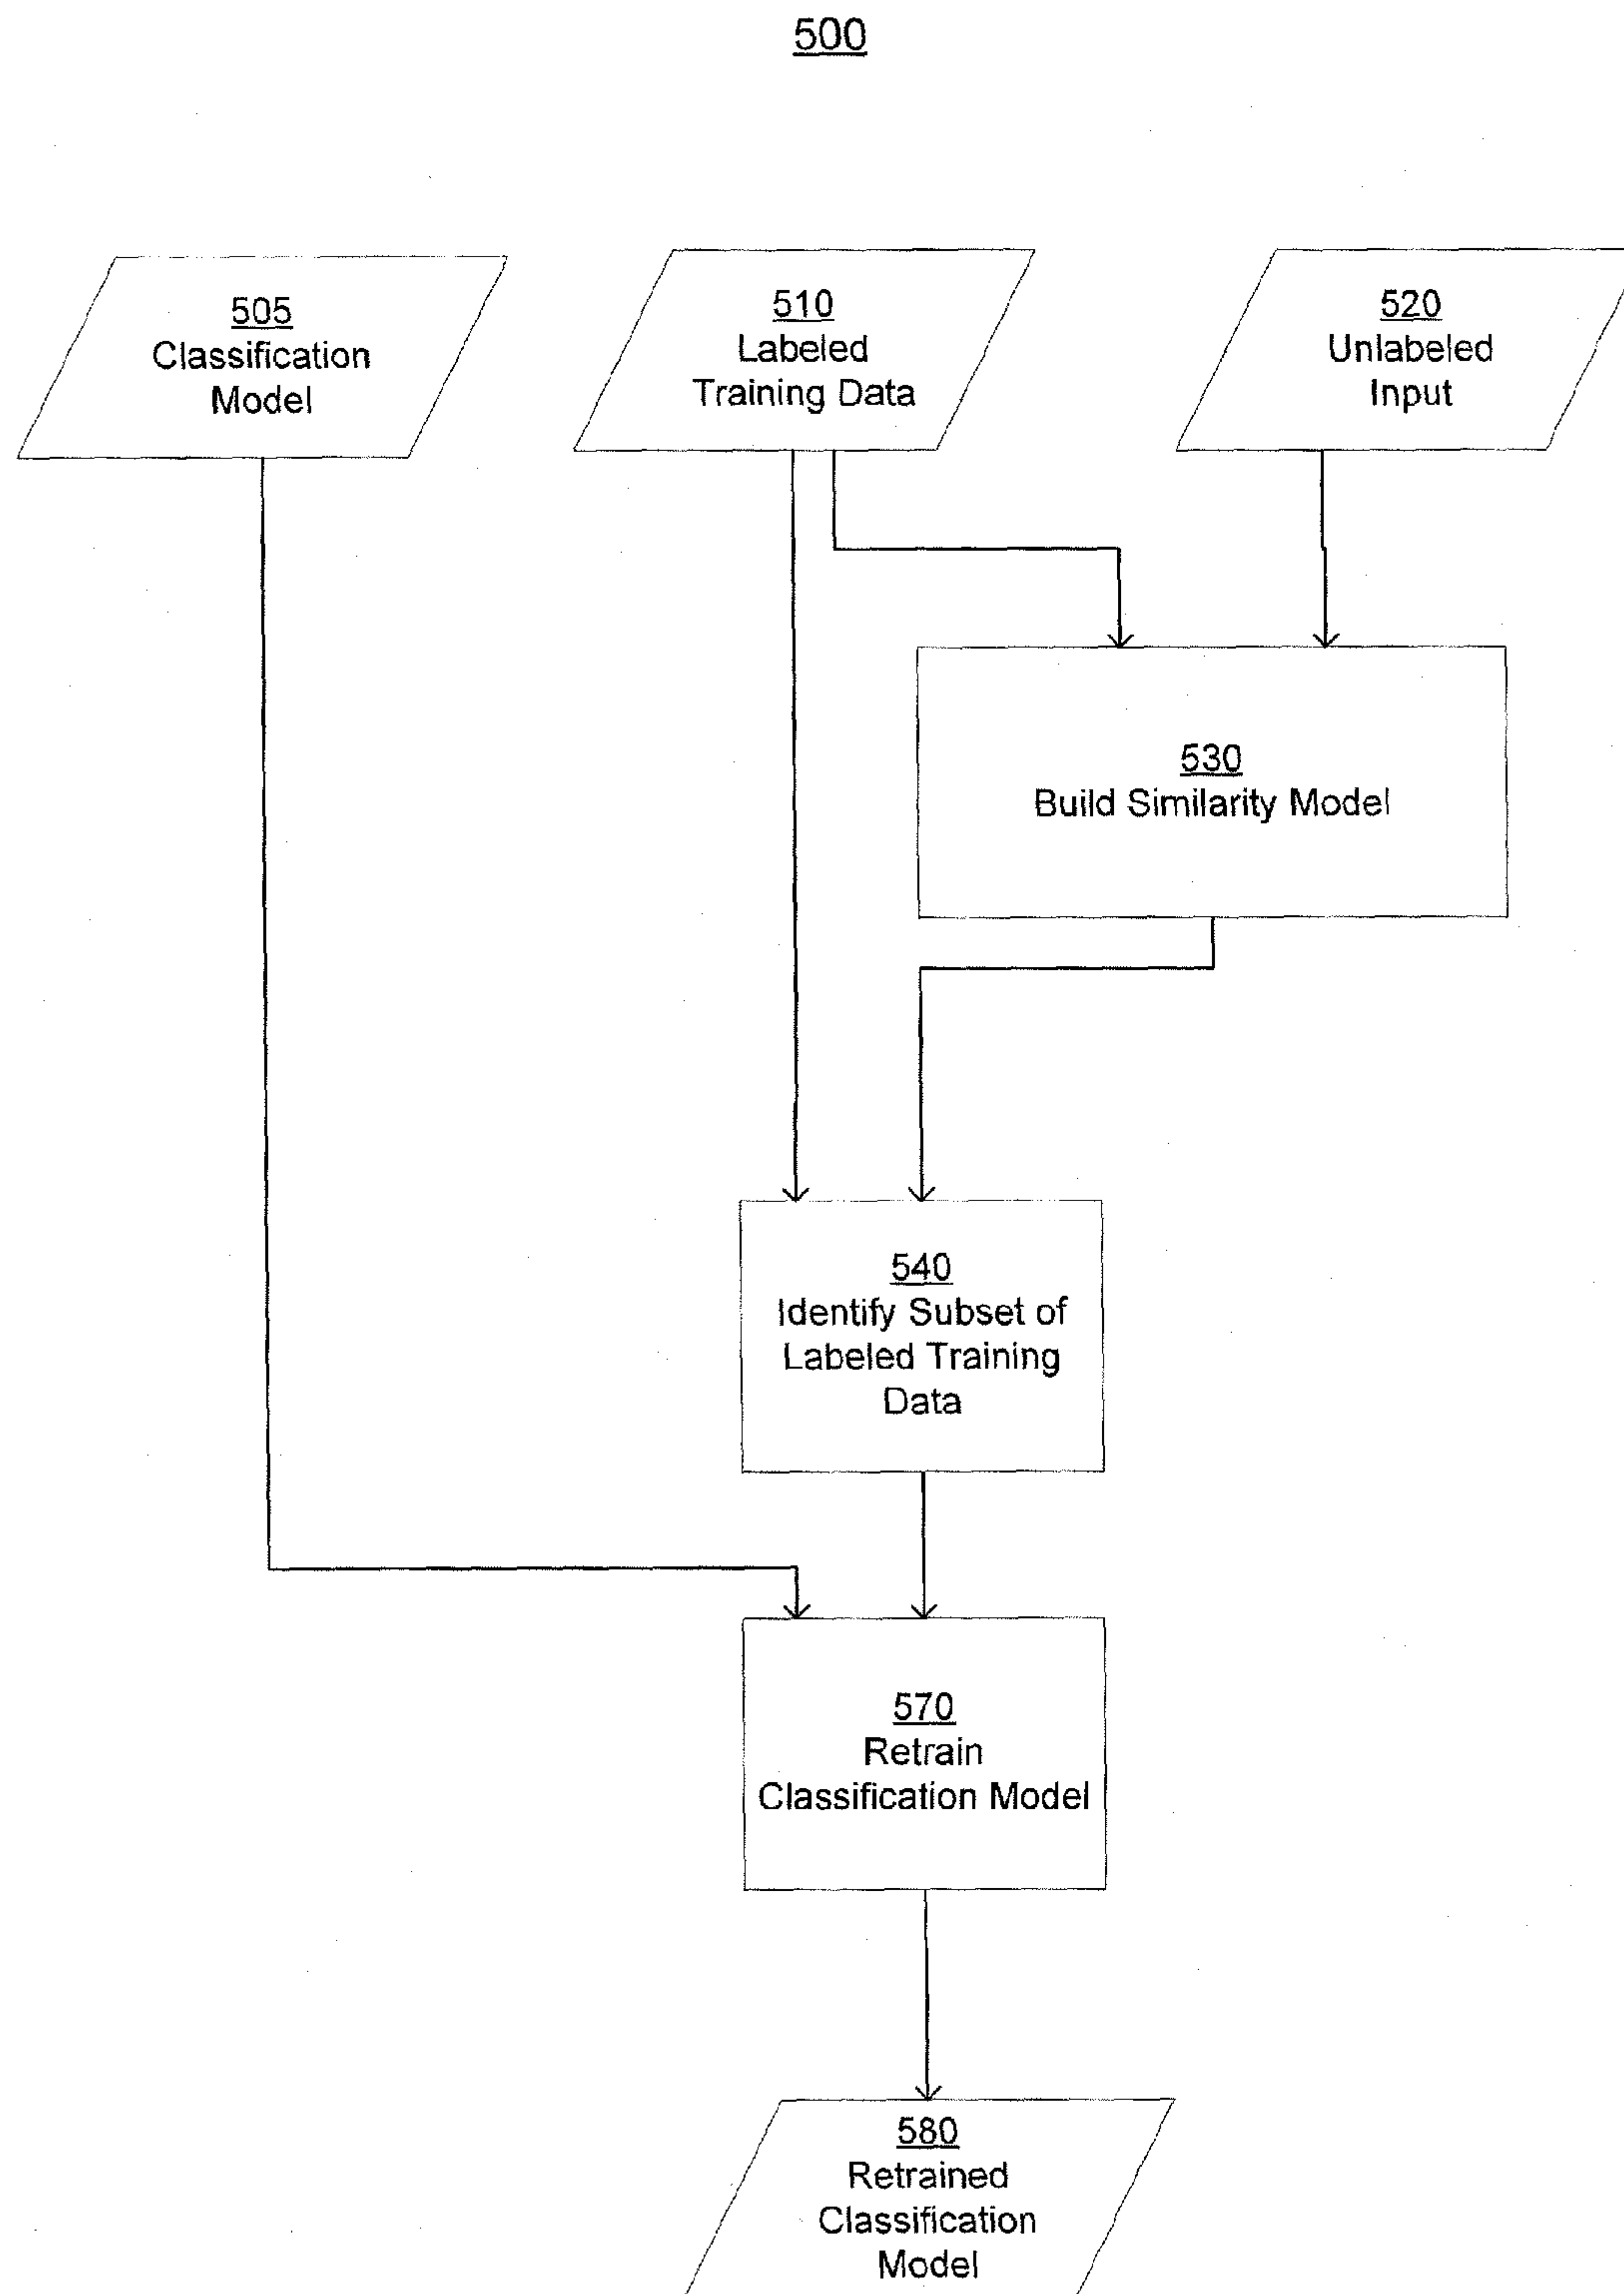 500
505
Classification
Model
510
Labeled
Training Data
520
Unlabeled
Input
530
Build Similarity Model
540
Identify Subset of
Labeled Training
Data
570
Retrain
Classification Model
580
Retrained
Classification
Model